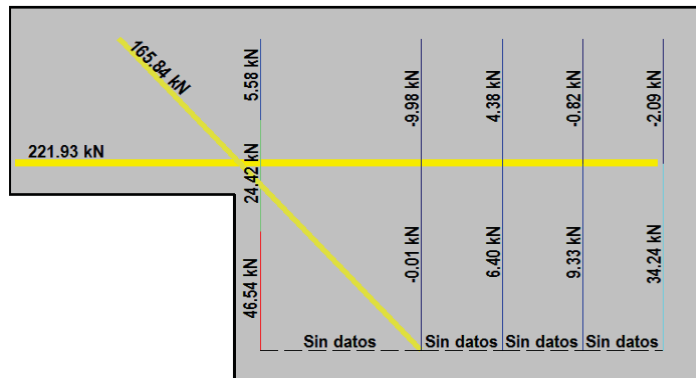 165.84 kN
5.58 kN
-9.98 kN
4.38 kN
-0.82 kN
-2.09 kN
221.93 kN
24.42 kN
46.54 kN
-0.01 kN
6.40 kN
9.33 kN
34.24 kN
Sin datos
Sin datos
Sin datos
Sin datos